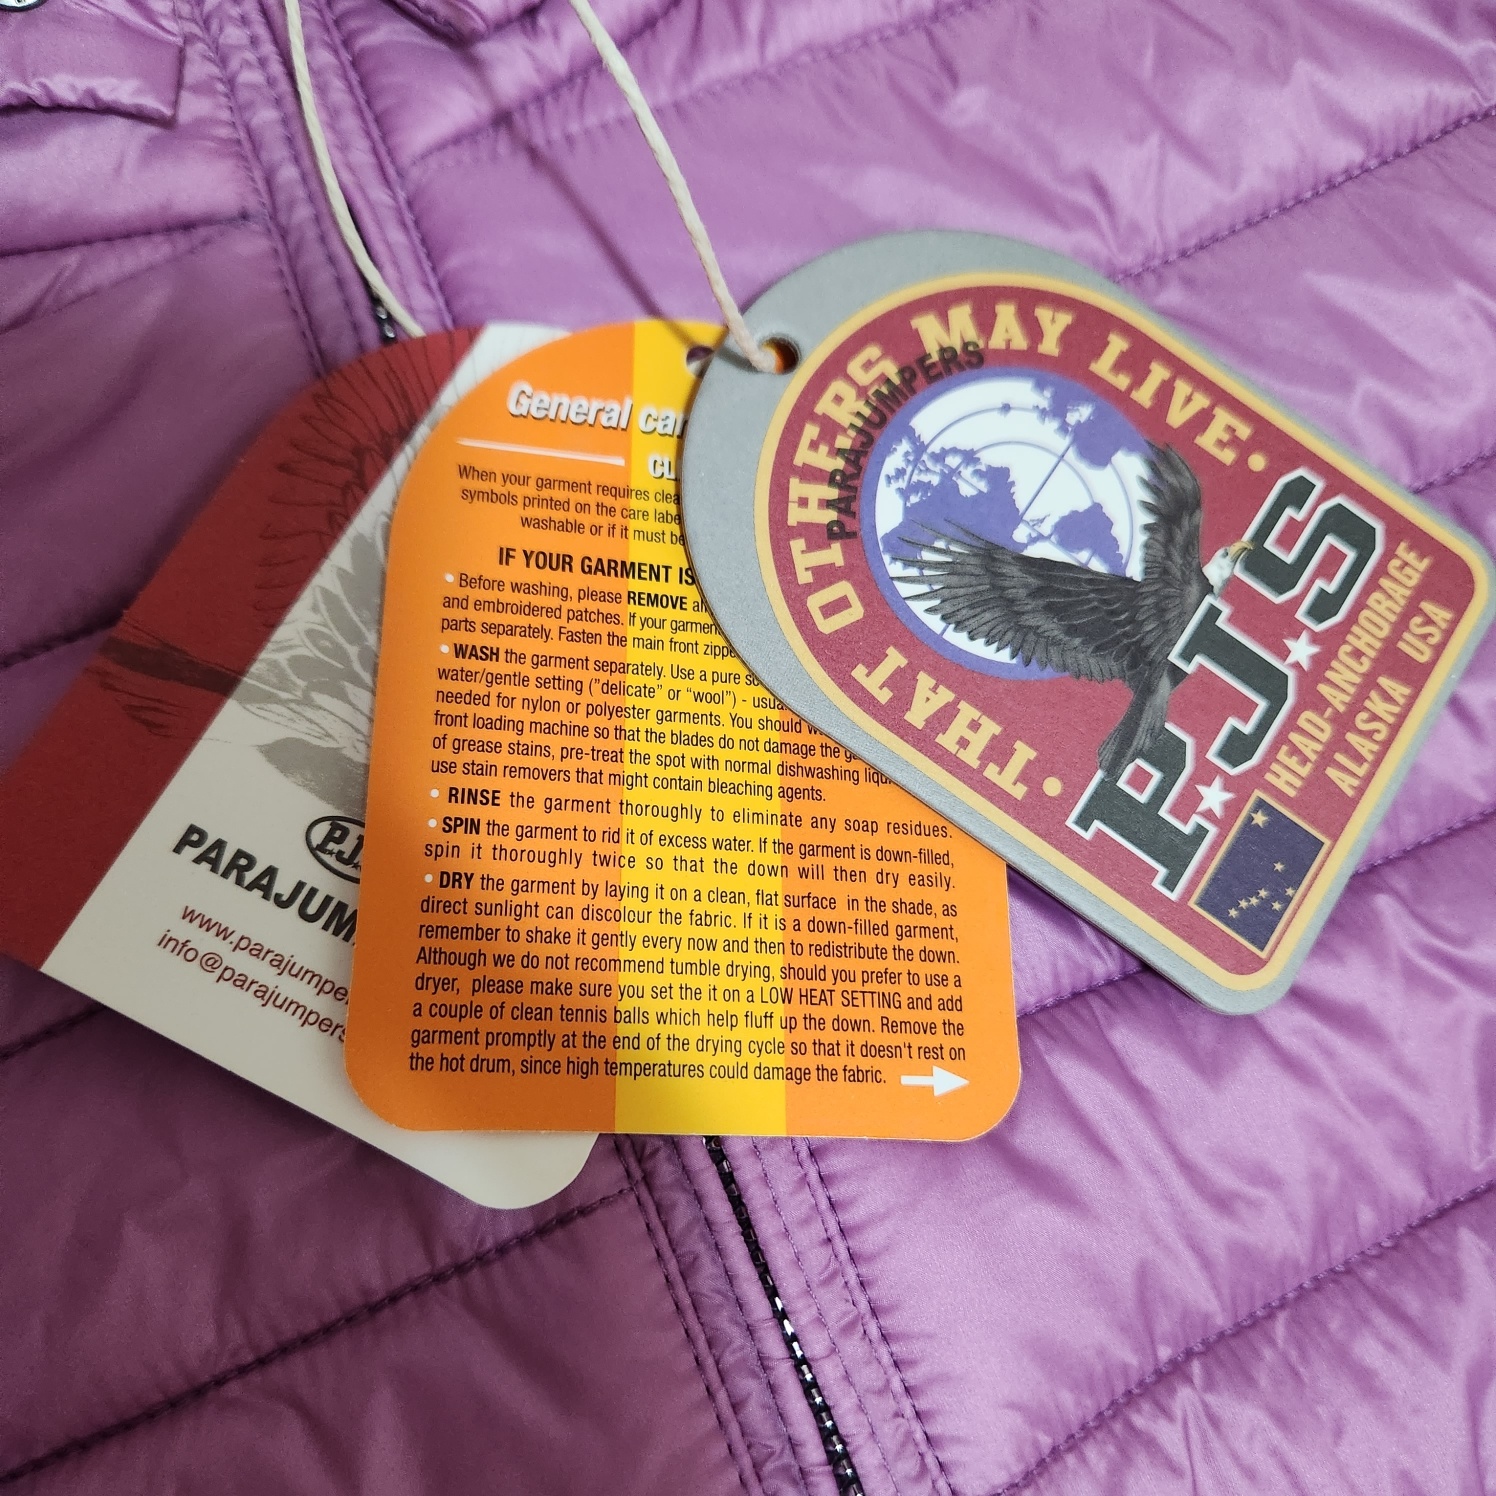 General
When your garment requires
symbols printed on the care
washable or if it must be
IF YOUR GARMENT IS
• Before washing, please REMOVE
and embroidered patches. If your garment
parts separately. Fasten the main front
• WASH the garment separately. Use a pure
water/gentle setting ("delicate" or "wool") -
needed for nylon or polyester garments. You should
front loading machine so that the blades do not damage the
of grease stains, pre-treat the spot with normal dishwashing
use stain removers that might contain bleaching agents.
• RINSE the garment thoroughly to eliminate any soap residues.
• SPIN the garment to rid it of excess water. If the garment is down-filled,
spin it thoroughly twice so that the down will then dry easily.
• DRY the garment by laying it on a clean, flat surface in the shade, as
direct sunlight can discolour the fabric. If it is a down-filled garment,
remember to shake it gently every now and then to redistribute the down.
Although we do not recommend tumble drying, should you prefer to use a
dryer, please make sure you set the it on a LOW HEAT SETTING and add
a couple of clean tennis balls which help fluff up the down. Remove the
garment promptly at the end of the drying cycle so that it doesn't rest on
the hot drum, since high temperatures could damage the fabric.
• THAT OTHERS MAY LIVE •
PARAJUMPERS
P.J.S
HEAD-ANCHORAGE
ALASKA USA
P.J.
PARAJUM
www.parajumpe
info@parajumpers